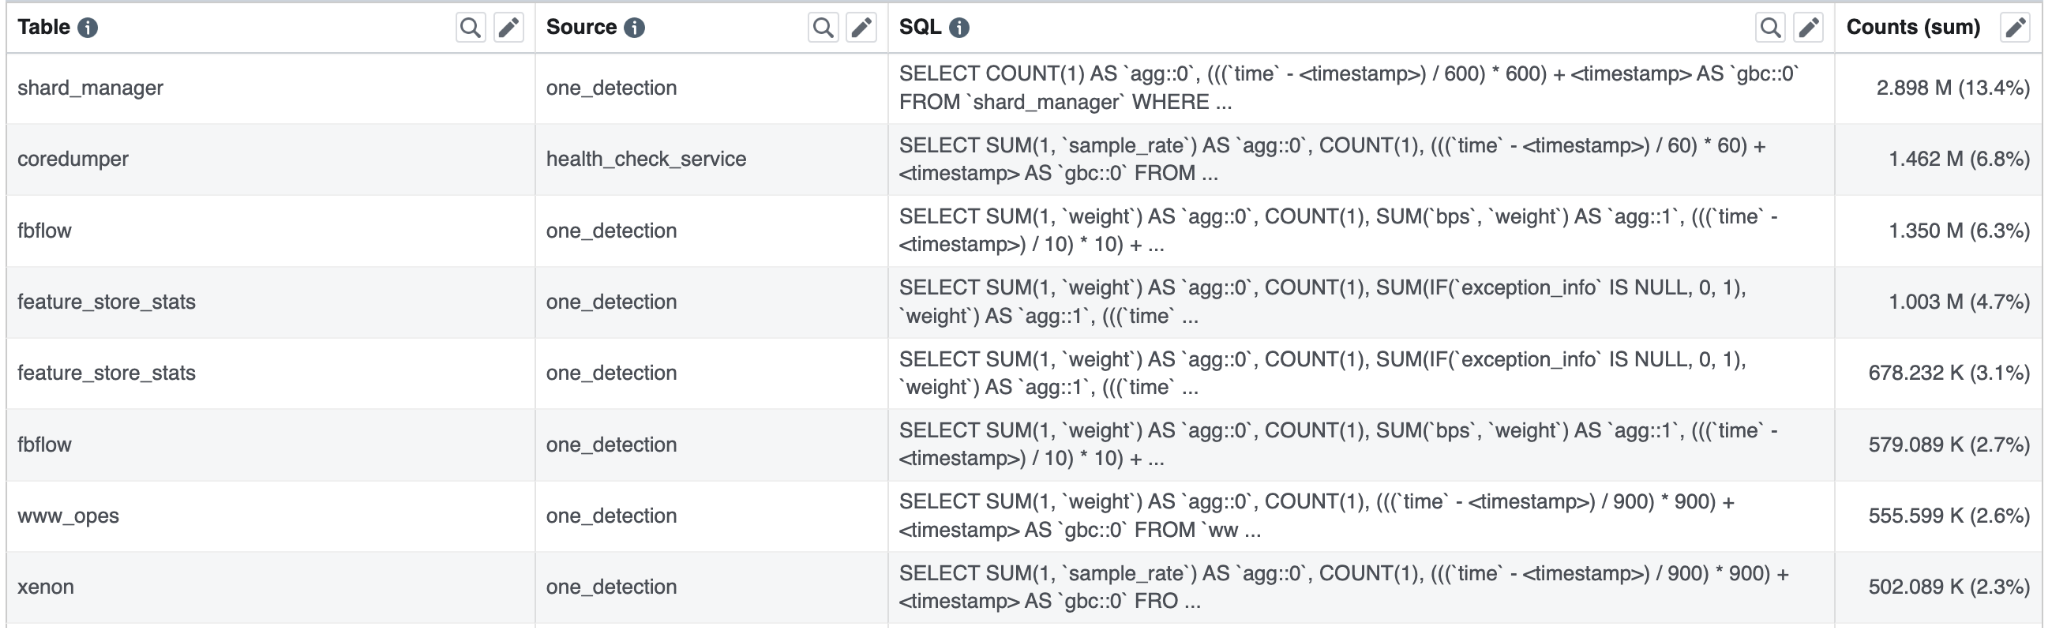 Table Source SQL Counts (sum)
SELECT COUNT(1) AS `agg::0`, (((`time` - <timestamp>) / 600) * 600) + <timestamp> AS `gbc::0`
shard_manager one_detection 2.898 M (13.4%)
FROM `shard_manager` WHERE ...
SELECT SUM(1, `sample_rate`) AS `agg::0`, COUNT(1), (((`time` - <timestamp>) / 60) * 60) +
coredumper health_check_service 1.462 M (6.8%)
<timestamp> AS `gbc::0` FROM ...
SELECT SUM(1, `weight`) AS `agg::0`, COUNT(1), SUM(`bps`, `weight`) AS `agg::1`, (((`time` -
fbflow one_detection 1.350 M (6.3%)
<timestamp>) / 10) * 10) + ...
SELECT SUM(1, `weight`) AS `agg::0`, COUNT(1), SUM(IF(`exception_info` IS NULL, 0, 1),
feature_store_stats one_detection 1.003 M (4.7%)
`weight`) AS `agg::1`, (((`time` ...
SELECT SUM(1, `weight`) AS `agg::0`, COUNT(1), SUM(IF(`exception_info` IS NULL, 0, 1),
feature_store_stats one_detection 678.232 K (3.1%)
`weight`) AS `agg::1`, (((`time` ...
SELECT SUM(1, `weight`) AS `agg::0`, COUNT(1), SUM(`bps`, `weight`) AS `agg::1`, (((`time` -
fbflow one_detection 579.089 K (2.7%)
<timestamp>) / 10) * 10) + ...
SELECT SUM(1, `weight`) AS `agg::0`, COUNT(1), (((`time` - <timestamp>) / 900) * 900) +
www_opes one_detection 555.599 K (2.6%)
<timestamp> AS `gbc::0` FROM `ww ...
SELECT SUM(1, `sample_rate`) AS `agg::0`, COUNT(1), (((`time` - <timestamp>) / 900) * 900) +
xenon one_detection 502.089 K (2.3%)
<timestamp> AS `gbc::0` FRO ...